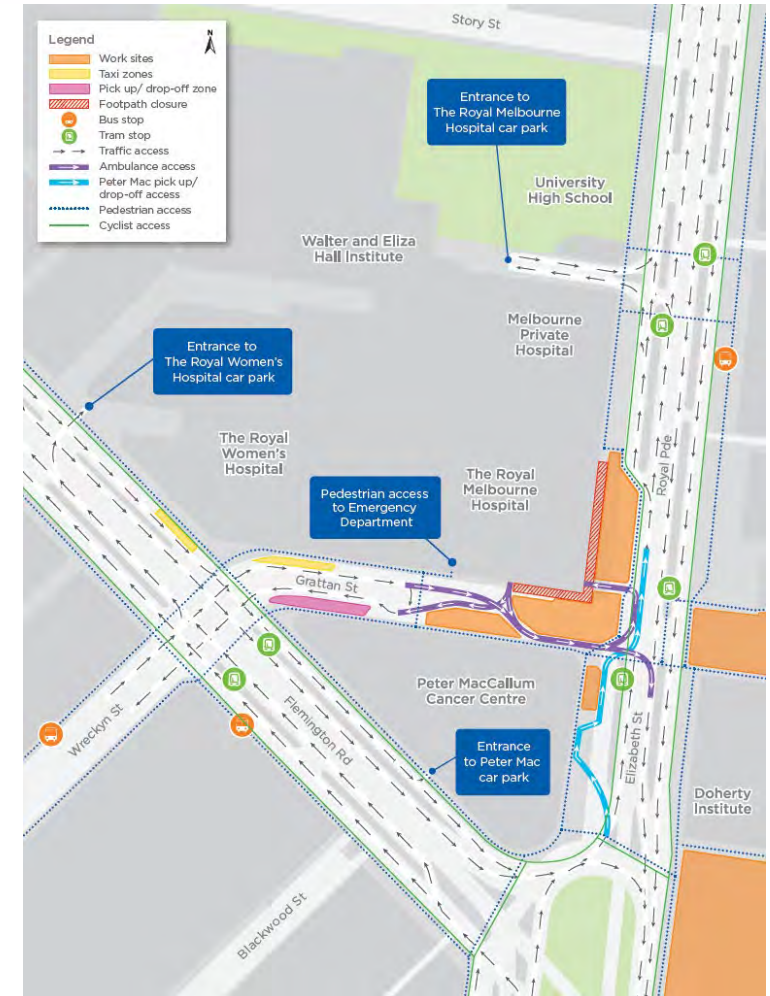 Legend
N
Work sites
Taxi zones
Pick up/ drop-off zone
Footpath closure
Bus stop
Tram stop
Traffic access
Ambulance access
Peter Mac pick up/
drop-off access
Pedestrian access
Cyclist access
Story St
Entrance to
The Royal Melbourne
Hospital car park
University
High School
Walter and Eliza
Hall Institute
Melbourne
Private
Hospital
Entrance to
The Royal Women's
Hospital car park
The Royal
Women's
Hospital
Royal Pde
The Royal
Melbourne
Hospital
Pedestrian access
to Emergency
Department
Grattan St
Peter MacCallum
Cancer Centre
Wreckyn St
Flemington Rd
Entrance
to Peter Mac
car park
Elizabeth St
Doherty
Institute
Blackwood St